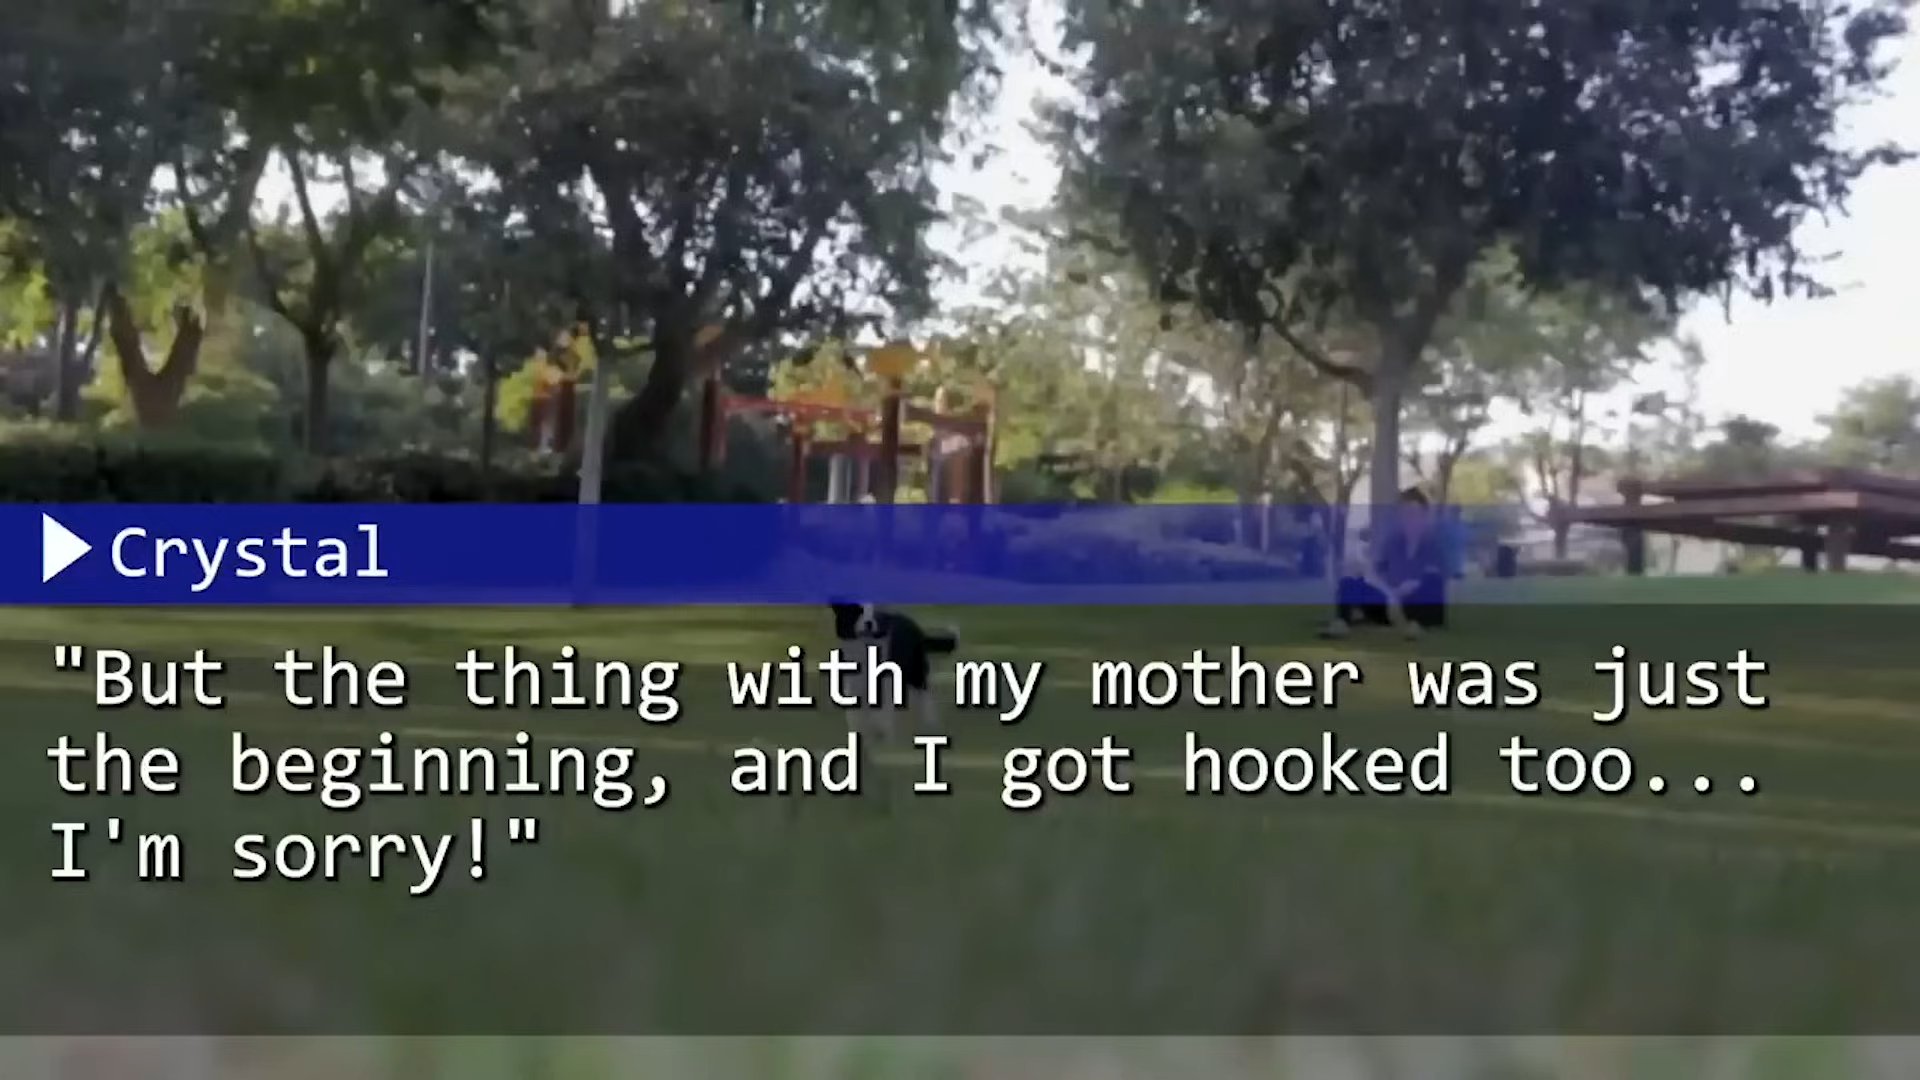 Crystal
"But the thing with my mother was just
the beginning, and I got hooked too...
I'm sorry!"